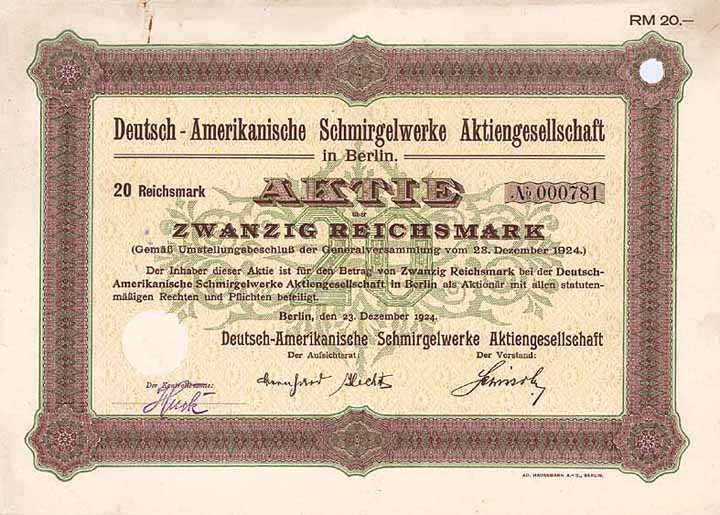 RM 20.—
Deutsch-Amerikanische Schmirgelwerke Aktiengesellschaft
in Berlin.
20 Reichsmark AKTIE № 000781
über
ZWANZIG REICHSMARK
(Gemäß Umstellungsbeschluß der Generalversammlung vom 23. Dezember 1924.)
Der Inhaber dieser Aktie ist für den Betrag von Zwanzig Reichsmark bei der Deutsch-
Amerikanische Schmirgelwerke Aktiengesellschaft in Berlin als Aktionär mit allen statuten-
mäßigen Rechten und Pflichten beteiligt.
Berlin, den 23. Dezember 1924.
Deutsch-Amerikanische Schmirgelwerke Aktiengesellschaft
Der Aufsichtsrat: Der Vorstand:
Der Kontrollbeamte: